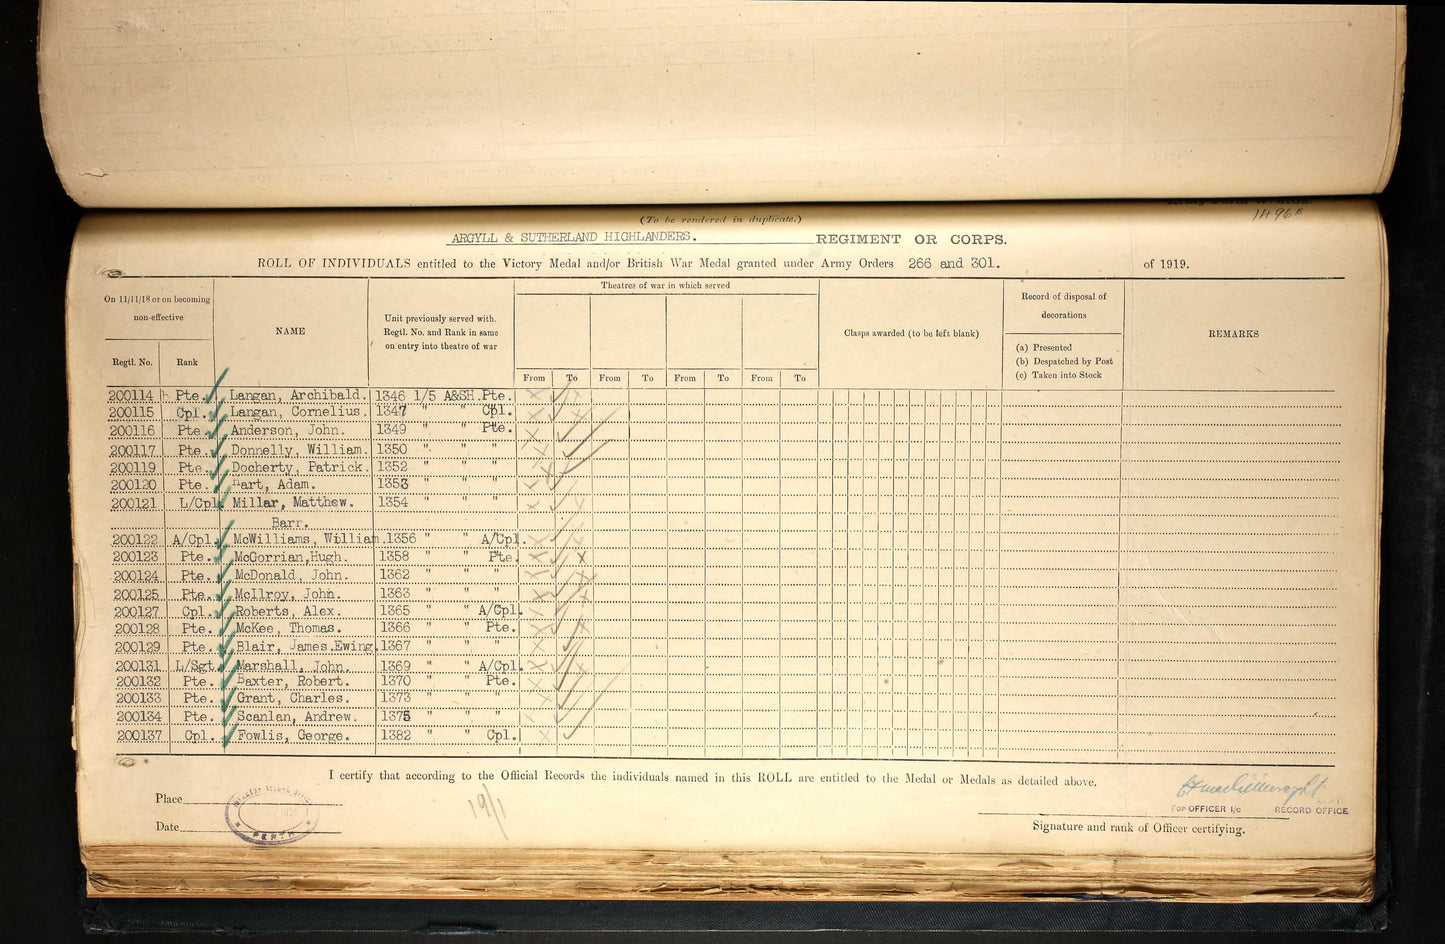 (To be rendered in duplicate.)
1496B
ARGYLL & SUTHERLAND HIGHLANDERS. REGIMENT OR CORPS.
ROLL OF INDIVIDUALS entitled to the Victory Medal and/or British War Medal granted under Army Orders 266 and 301. of 1919.
On 11/11/18 or on becoming non-effective
Regtl. No. Rank
NAME
Unit previously served with. Regtl. No. and Rank in same on entry into theatre of war
Theatres of war in which served
From To From To From To From To
Clasps awarded (to be left blank)
Record of disposal of decorations
(a) Presented
(b) Despatched by Post
(c) Taken into Stock
REMARKS
200114 Pte. Langan, Archibald. 1346 1/5 A&SH. Pte.
200115 Cpl. Langan, Cornelius. 1347 " " Cpl.
200116 Pte. Anderson, John. 1349 " " Pte.
200117 Pte. Donnelly, William. 1350 " " "
200119 Pte. Docherty, Patrick. 1352 " " "
200120 Pte. Hart, Adam. 1353 " " "
200121 L/Cpl Millar, Matthew. 1354 " " "
Barr.
200122 A/Cpl. McWilliams, William. 1356 " " A/Cpl.
200123 Pte. McGorrian, Hugh. 1358 " " Pte.
200124 Pte. McDonald, John. 1362 " " "
200125 Pte. McIlroy, John. 1363 " " "
200127 Cpl. Roberts, Alex. 1365 " " A/Cpl.
200128 Pte. McKee, Thomas. 1366 " " Pte.
200129 Pte. Blair, James.Ewing. 1367 " " "
200131 L/Sgt. Marshall, John. 1369 " " A/Cpl.
200132 Pte. Baxter, Robert. 1370 " " Pte.
200133 Pte. Grant, Charles. 1373 " " "
200134 Pte. Scanlan, Andrew. 1375 " " "
200137 Cpl. Fowlis, George. 1382 " " Cpl.
I certify that according to the Official Records the individuals named in this ROLL are entitled to the Medal or Medals as detailed above.
Place
Date
PERTH
19/1
For OFFICER I/c RECORD OFFICE
Signature and rank of Officer certifying.